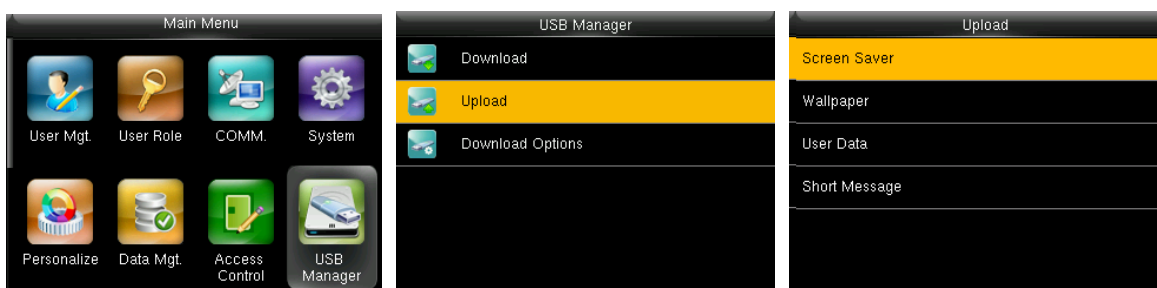 Main Menu
User Mgt.
User Role
COMM.
System
Personalize
Data Mgt.
Access
Control
USB
Manager
USB Manager
Download
Upload
Download Options
Upload
Screen Saver
Wallpaper
User Data
Short Message